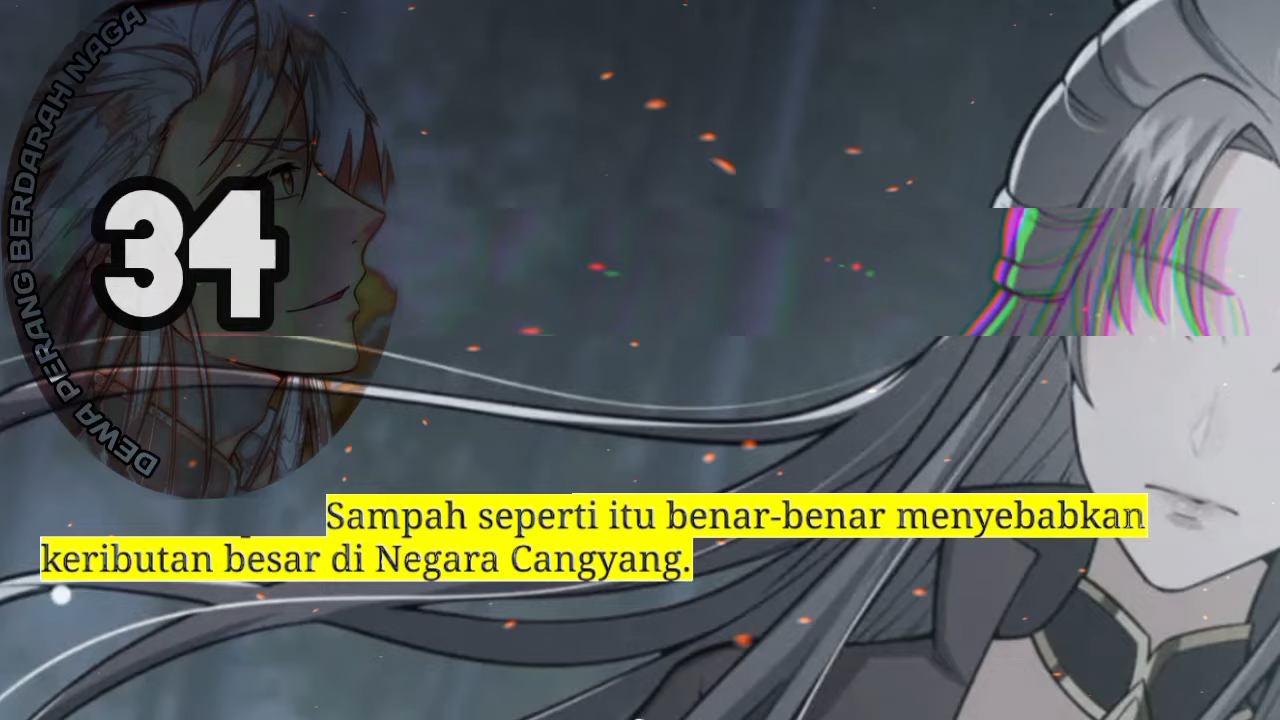 DEWA PERANG BERDARAH NAGA
34
Sampah seperti itu benar-benar menyebabkan
keributan besar di Negara Cangyang.